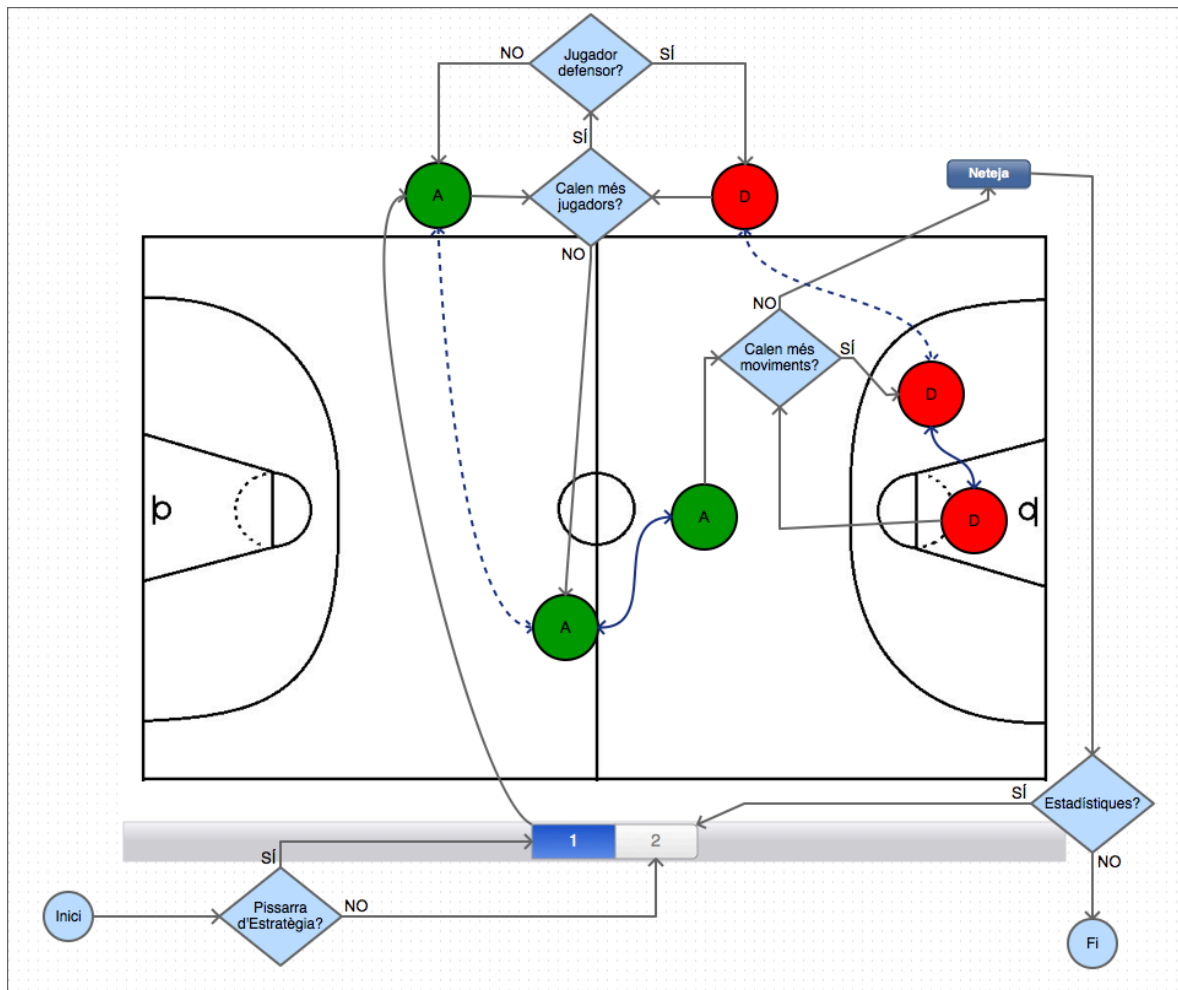 Jugador
defensor?
NO
SÍ
SÍ
A
Calen més
jugadors?
D
Neteja
NO
NO
Calen més
moviments?
SÍ
D
A
D
A
SÍ
Estadístiques?
1
2
NO
SÍ
Inici
Pissarra
d'Estratègia?
NO
Fi